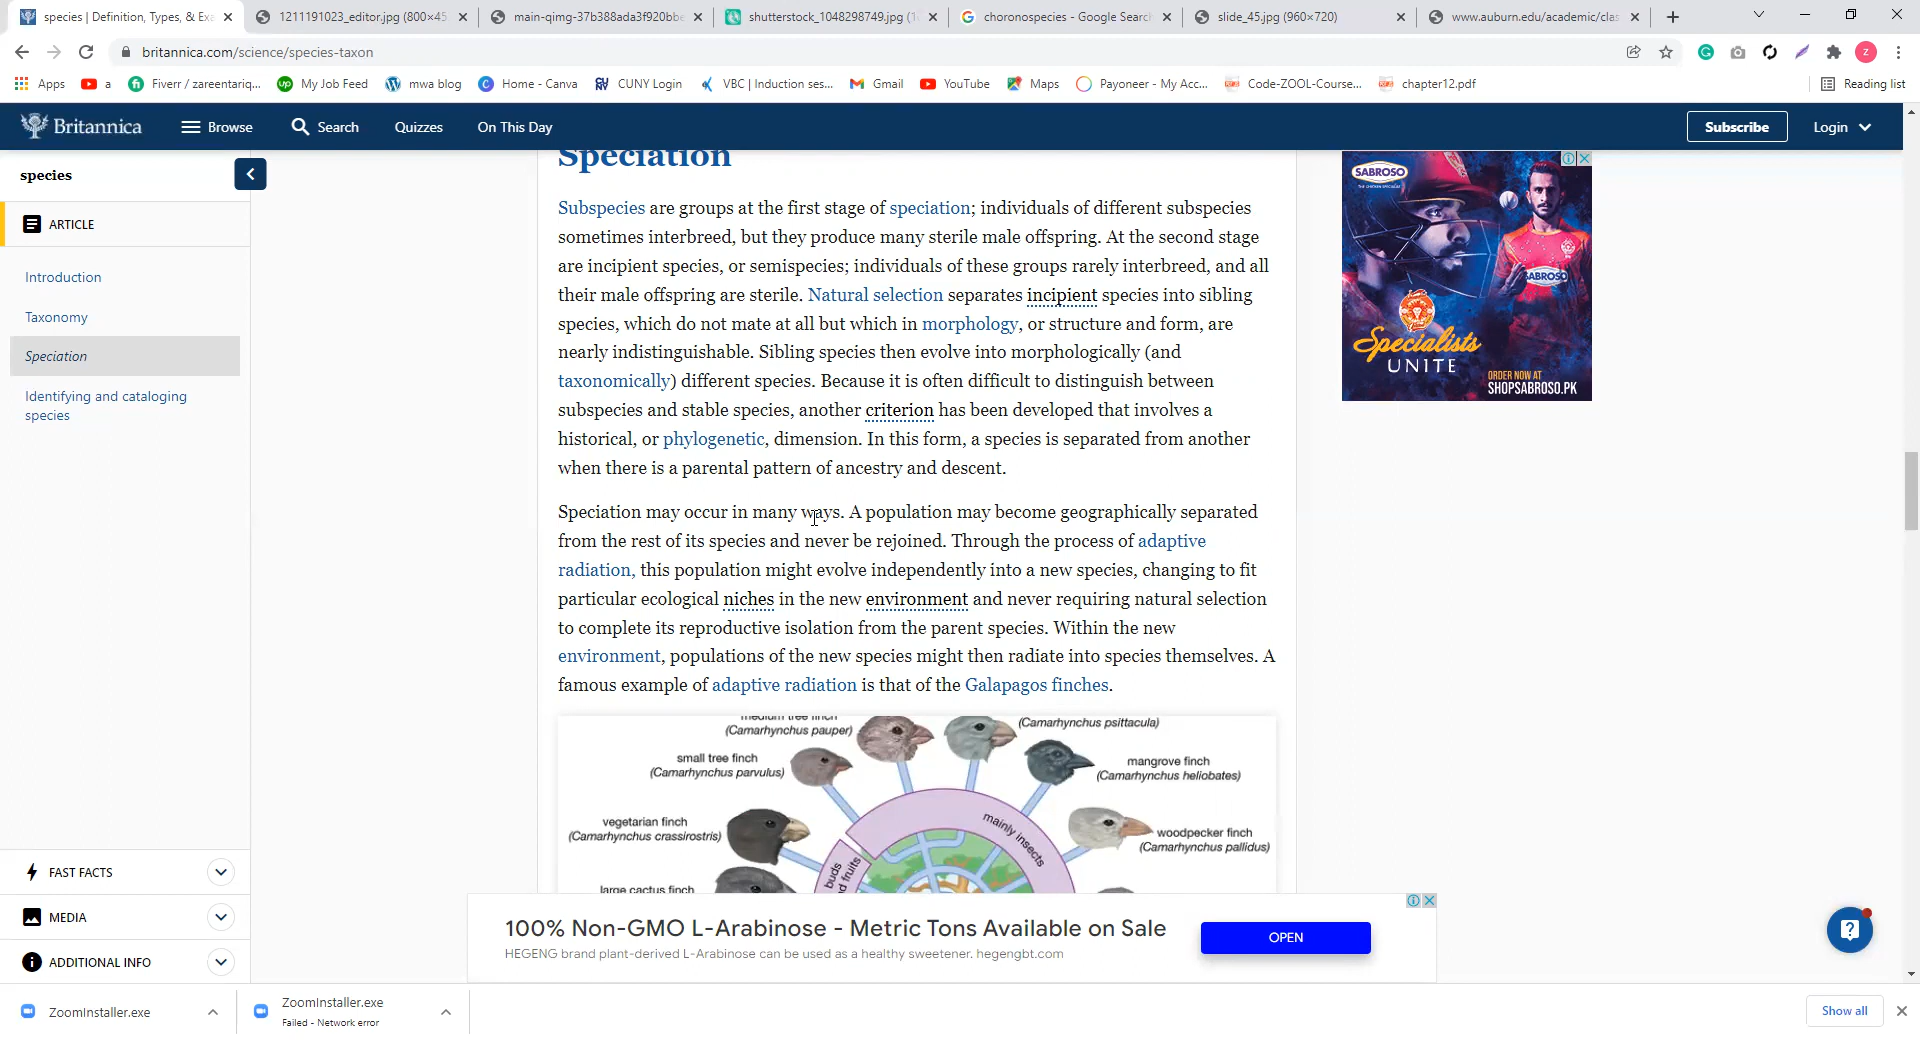 species | Definition, Types, & Exa
1211191023_editor.jpg (800×45
main-qimg-37b388ada3f920bbe
shutterstock_1048298749.jpg (1
choronospecies - Google Search
slide_45.jpg (960×720)
www.auburn.edu/academic/clas
britannica.com/science/species-taxon
Z
Apps
a
Fiverr / zareentariq...
My Job Feed
mwa blog
Home - Canva
CUNY Login
VBC | Induction ses...
Gmail
YouTube
Maps
Payoneer - My Acc...
Code-ZOOL-Course...
chapter12.pdf
Reading list
Britannica
Browse
Search
Quizzes
On This Day
Subscribe
Login
species
ARTICLE
Introduction
Taxonomy
Speciation
Identifying and cataloging
species
FAST FACTS
MEDIA
ADDITIONAL INFO
Speciation
Subspecies are groups at the first stage of speciation; individuals of different subspecies
sometimes interbreed, but they produce many sterile male offspring. At the second stage
are incipient species, or semispecies; individuals of these groups rarely interbreed, and all
their male offspring are sterile. Natural selection separates incipient species into sibling
species, which do not mate at all but which in morphology, or structure and form, are
nearly indistinguishable. Sibling species then evolve into morphologically (and
taxonomically) different species. Because it is often difficult to distinguish between
subspecies and stable species, another criterion has been developed that involves a
historical, or phylogenetic, dimension. In this form, a species is separated from another
when there is a parental pattern of ancestry and descent.
Speciation may occur in many ways. A population may become geographically separated
from the rest of its species and never be rejoined. Through the process of adaptive
radiation, this population might evolve independently into a new species, changing to fit
particular ecological niches in the new environment and never requiring natural selection
to complete its reproductive isolation from the parent species. Within the new
environment, populations of the new species might then radiate into species themselves. A
famous example of adaptive radiation is that of the Galapagos finches.
medium tree finch
(Camarhynchus pauper)
(Camarhynchus psittacula)
small tree finch
(Camarhynchus parvulus)
mangrove finch
(Camarhynchus heliobates)
vegetarian finch
(Camarhynchus crassirostris)
woodpecker finch
(Camarhynchus pallidus)
mainly insects
buds
d fruits
large cactus finch
SABROSO
SABROSO
Specialists
UNITE
ORDER NOW AT
SHOPSABROSO.PK
100% Non-GMO L-Arabinose - Metric Tons Available on Sale
HEGENG brand plant-derived L-Arabinose can be used as a healthy sweetener. hegengbt.com
OPEN
ZoomInstaller.exe
ZoomInstaller.exe
Failed - Network error
Show all